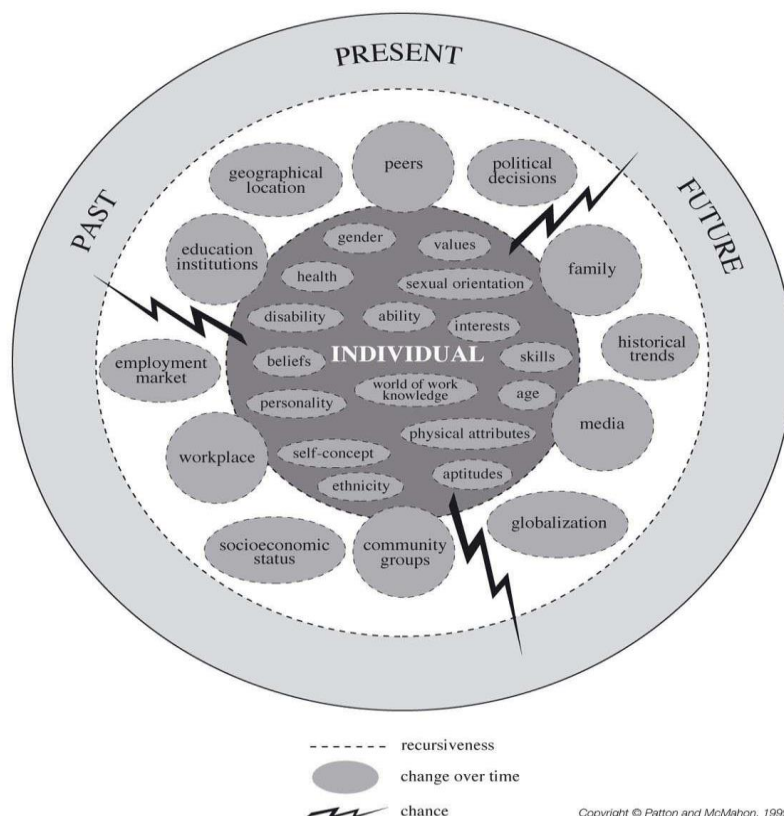 PRESENT
PAST
FUTURE
peers
political
decisions
geographical
location
education
institutions
family
gender
values
health
sexual orientation
disability
ability
interests
historical
trends
employment
market
beliefs
INDIVIDUAL
skills
world of work
knowledge
age
personality
media
physical attributes
workplace
self-concept
aptitudes
ethnicity
globalization
socioeconomic
status
community
groups
recursiveness
change over time
chance
Copyright © Patton and McMahon,